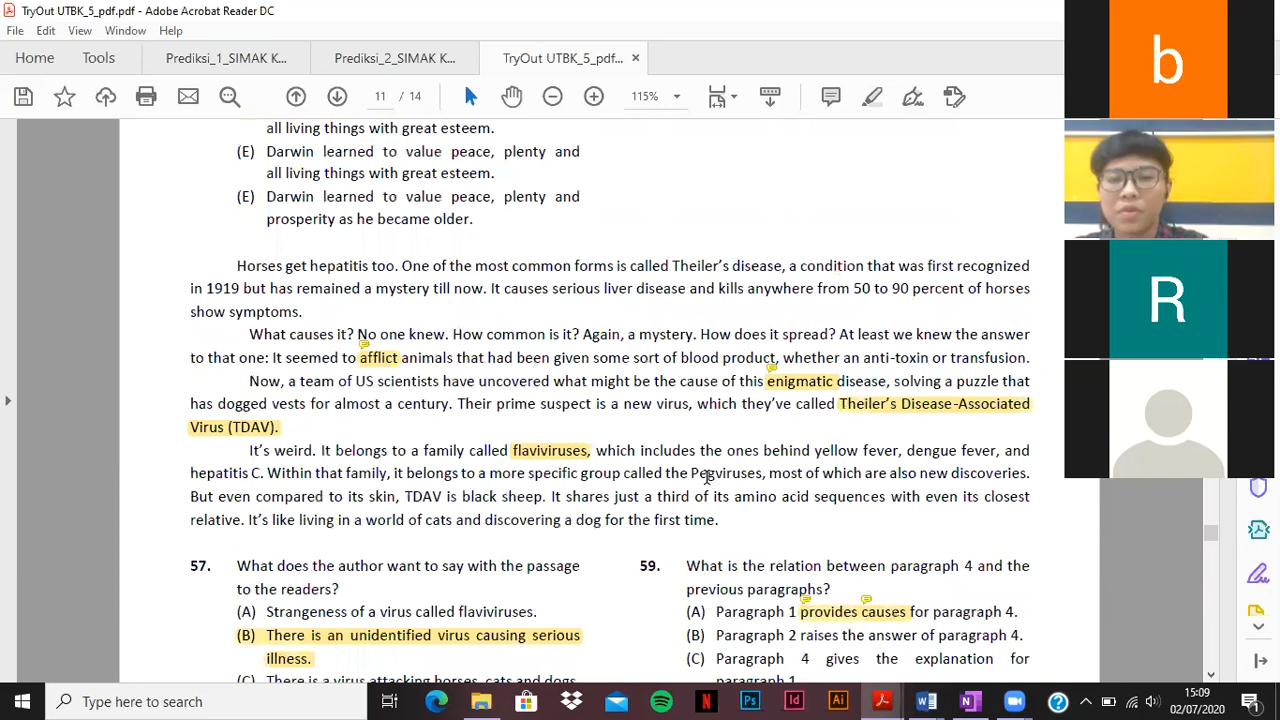 TryOut UTBK_5_pdf.pdf - Adobe Acrobat Reader DC
File Edit View Window Help
Home Tools Prediksi_1_SIMAK K... Prediksi_2_SIMAK K... TryOut UTBK_5_pdf... ×
11 / 14 115%
all living things with great esteem.
(E) Darwin learned to value peace, plenty and
all living things with great esteem.
(E) Darwin learned to value peace, plenty and
prosperity as he became older.
Horses get hepatitis too. One of the most common forms is called Theiler's disease, a condition that was first recognized
in 1919 but has remained a mystery till now. It causes serious liver disease and kills anywhere from 50 to 90 percent of horses
show symptoms.
What causes it? No one knew. How common is it? Again, a mystery. How does it spread? At least we knew the answer
to that one: It seemed to afflict animals that had been given some sort of blood product, whether an anti-toxin or transfusion.
Now, a team of US scientists have uncovered what might be the cause of this enigmatic disease, solving a puzzle that
has dogged vests for almost a century. Their prime suspect is a new virus, which they've called Theiler's Disease-Associated
Virus (TDAV).
It's weird. It belongs to a family called flaviviruses, which includes the ones behind yellow fever, dengue fever, and
hepatitis C. Within that family, it belongs to a more specific group called the Pegviruses, most of which are also new discoveries.
But even compared to its skin, TDAV is black sheep. It shares just a third of its amino acid sequences with even its closest
relative. It's like living in a world of cats and discovering a dog for the first time.
57. What does the author want to say with the passage
to the readers?
(A) Strangeness of a virus called flaviviruses.
(B) There is an unidentified virus causing serious
illness.
(C) There is a virus attacking horses, cats and dogs
59. What is the relation between paragraph 4 and the
previous paragraphs?
(A) Paragraph 1 provides causes for paragraph 4.
(B) Paragraph 2 raises the answer of paragraph 4.
(C) Paragraph 4 gives the explanation for
paragraph 1
b
R
Type here to search
15:09
02/07/2020